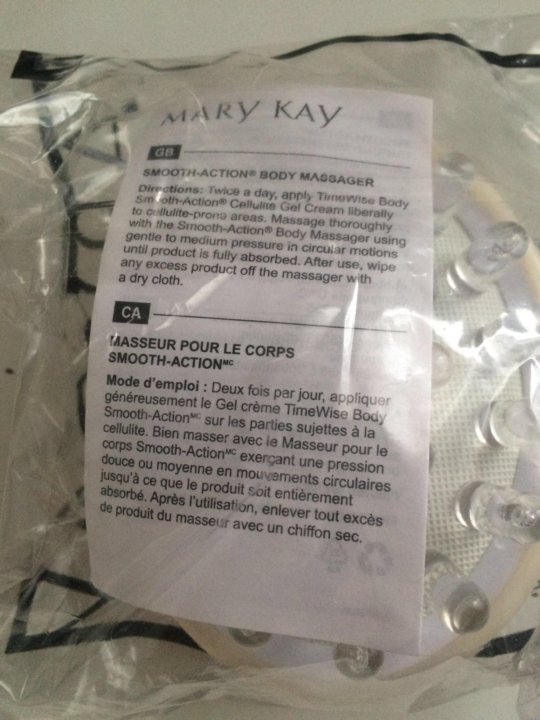 MARY KAY
GB
SMOOTH-ACTION® BODY MASSAGER
Directions: Twice a day, apply TimeWise Body
Smooth-Action® Cellulite Gel Cream liberally
to cellulite-prone areas. Massage thoroughly
with the Smooth-Action® Body Massager using
gentle to medium pressure in circular motions
until product is fully absorbed. After use, wipe
any excess product off the massager with
a dry cloth.
CA
MASSEUR POUR LE CORPS
SMOOTH-ACTIONᴹᶜ
Mode d'emploi : Deux fois par jour, appliquer
généreusement le Gel crème TimeWise Body
Smooth-Actionᴹᶜ sur les parties sujettes à la
cellulite. Bien masser avec le Masseur pour le
corps Smooth-Actionᴹᶜ exerçant une pression
douce ou moyenne en mouvements circulaires
jusqu'à ce que le produit soit entièrement
absorbé. Après l'utilisation, enlever tout excès
de produit du masseur avec un chiffon sec.